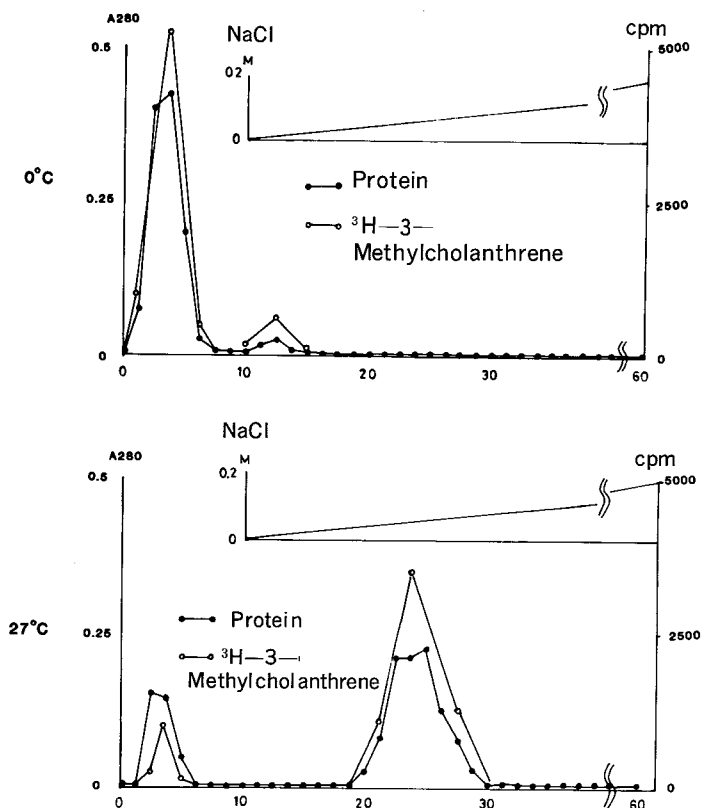 A280
NaCl
cpm
0.5
M
02
0
5000
0°C
0.25
Protein
³H—3—
Methylcholanthrene
2500
0
0
0 10 20 30 60
NaCl
A280
M
cpm
0.5
0.2
0
5000
27°C
0.25
Protein
³H—3—
Methylcholanthrene
2500
0
0
0 10 20 30 60